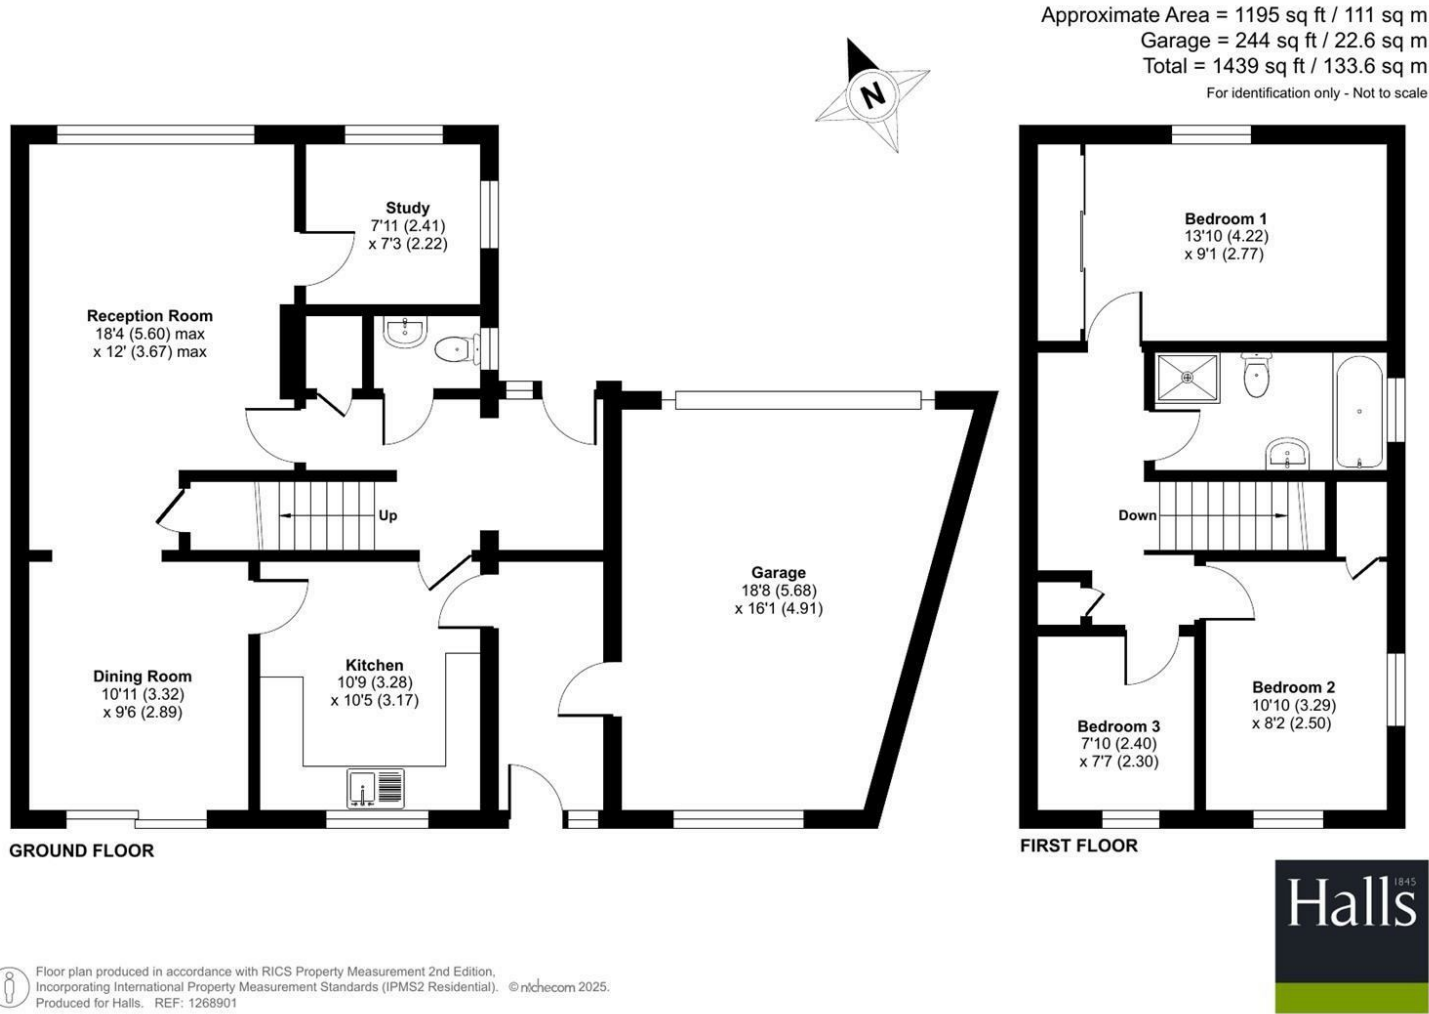 Approximate Area = 1195 sq ft / 111 sq m
Garage = 244 sq ft / 22.6 sq m
Total = 1439 sq ft / 133.6 sq m
For identification only - Not to scale
N
Study
7'11 (2.41)
x 7'3 (2.22)
Reception Room
18'4 (5.60) max
x 12' (3.67) max
Up
Garage
18'8 (5.68)
x 16'1 (4.91)
Dining Room
10'11 (3.32)
x 9'6 (2.89)
Kitchen
10'9 (3.28)
x 10'5 (3.17)
GROUND FLOOR
Bedroom 1
13'10 (4.22)
x 9'1 (2.77)
Down
Bedroom 2
10'10 (3.29)
x 8'2 (2.50)
Bedroom 3
7'10 (2.40)
x 7'7 (2.30)
FIRST FLOOR
1845
Halls
Floor plan produced in accordance with RICS Property Measurement 2nd Edition,
Incorporating International Property Measurement Standards (IPMS2 Residential). © nichecom 2025.
Produced for Halls. REF: 1268901